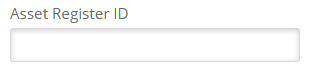 Asset Register ID